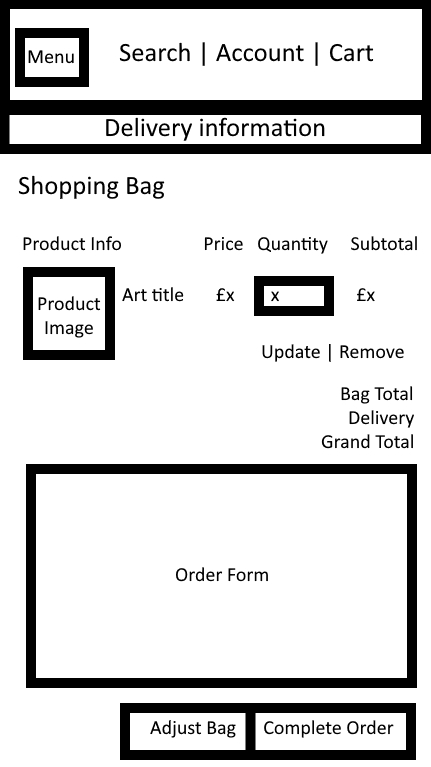 Menu
Search | Account | Cart
Delivery information
Shopping Bag
Product Info Price Quantity Subtotal
Product
Image
Art title £x x £x
Update | Remove
Bag Total
Delivery
Grand Total
Order Form
Adjust Bag
Complete Order